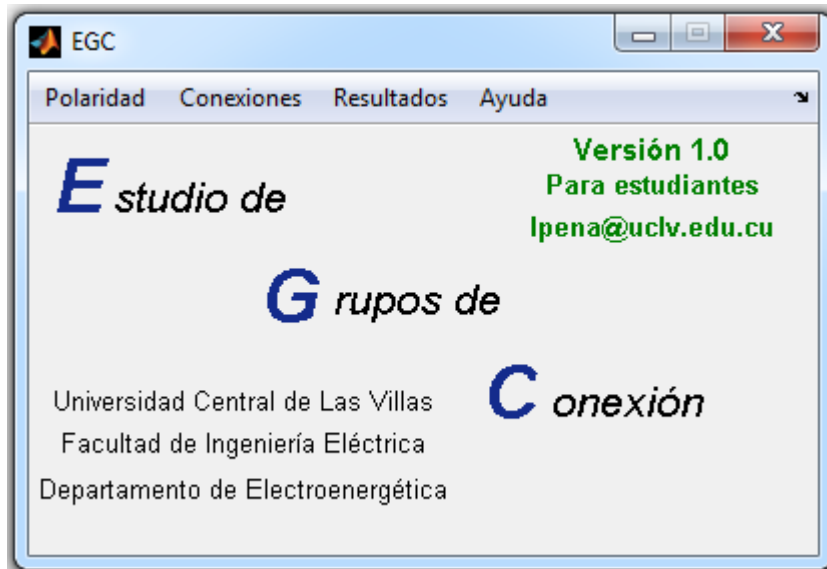 EGC
Polaridad Conexiones Resultados Ayuda
Versión 1.0
Para estudiantes
lpena@uclv.edu.cu
Estudio de
Grupos de
Conexión
Universidad Central de Las Villas
Facultad de Ingeniería Eléctrica
Departamento de Electroenergética